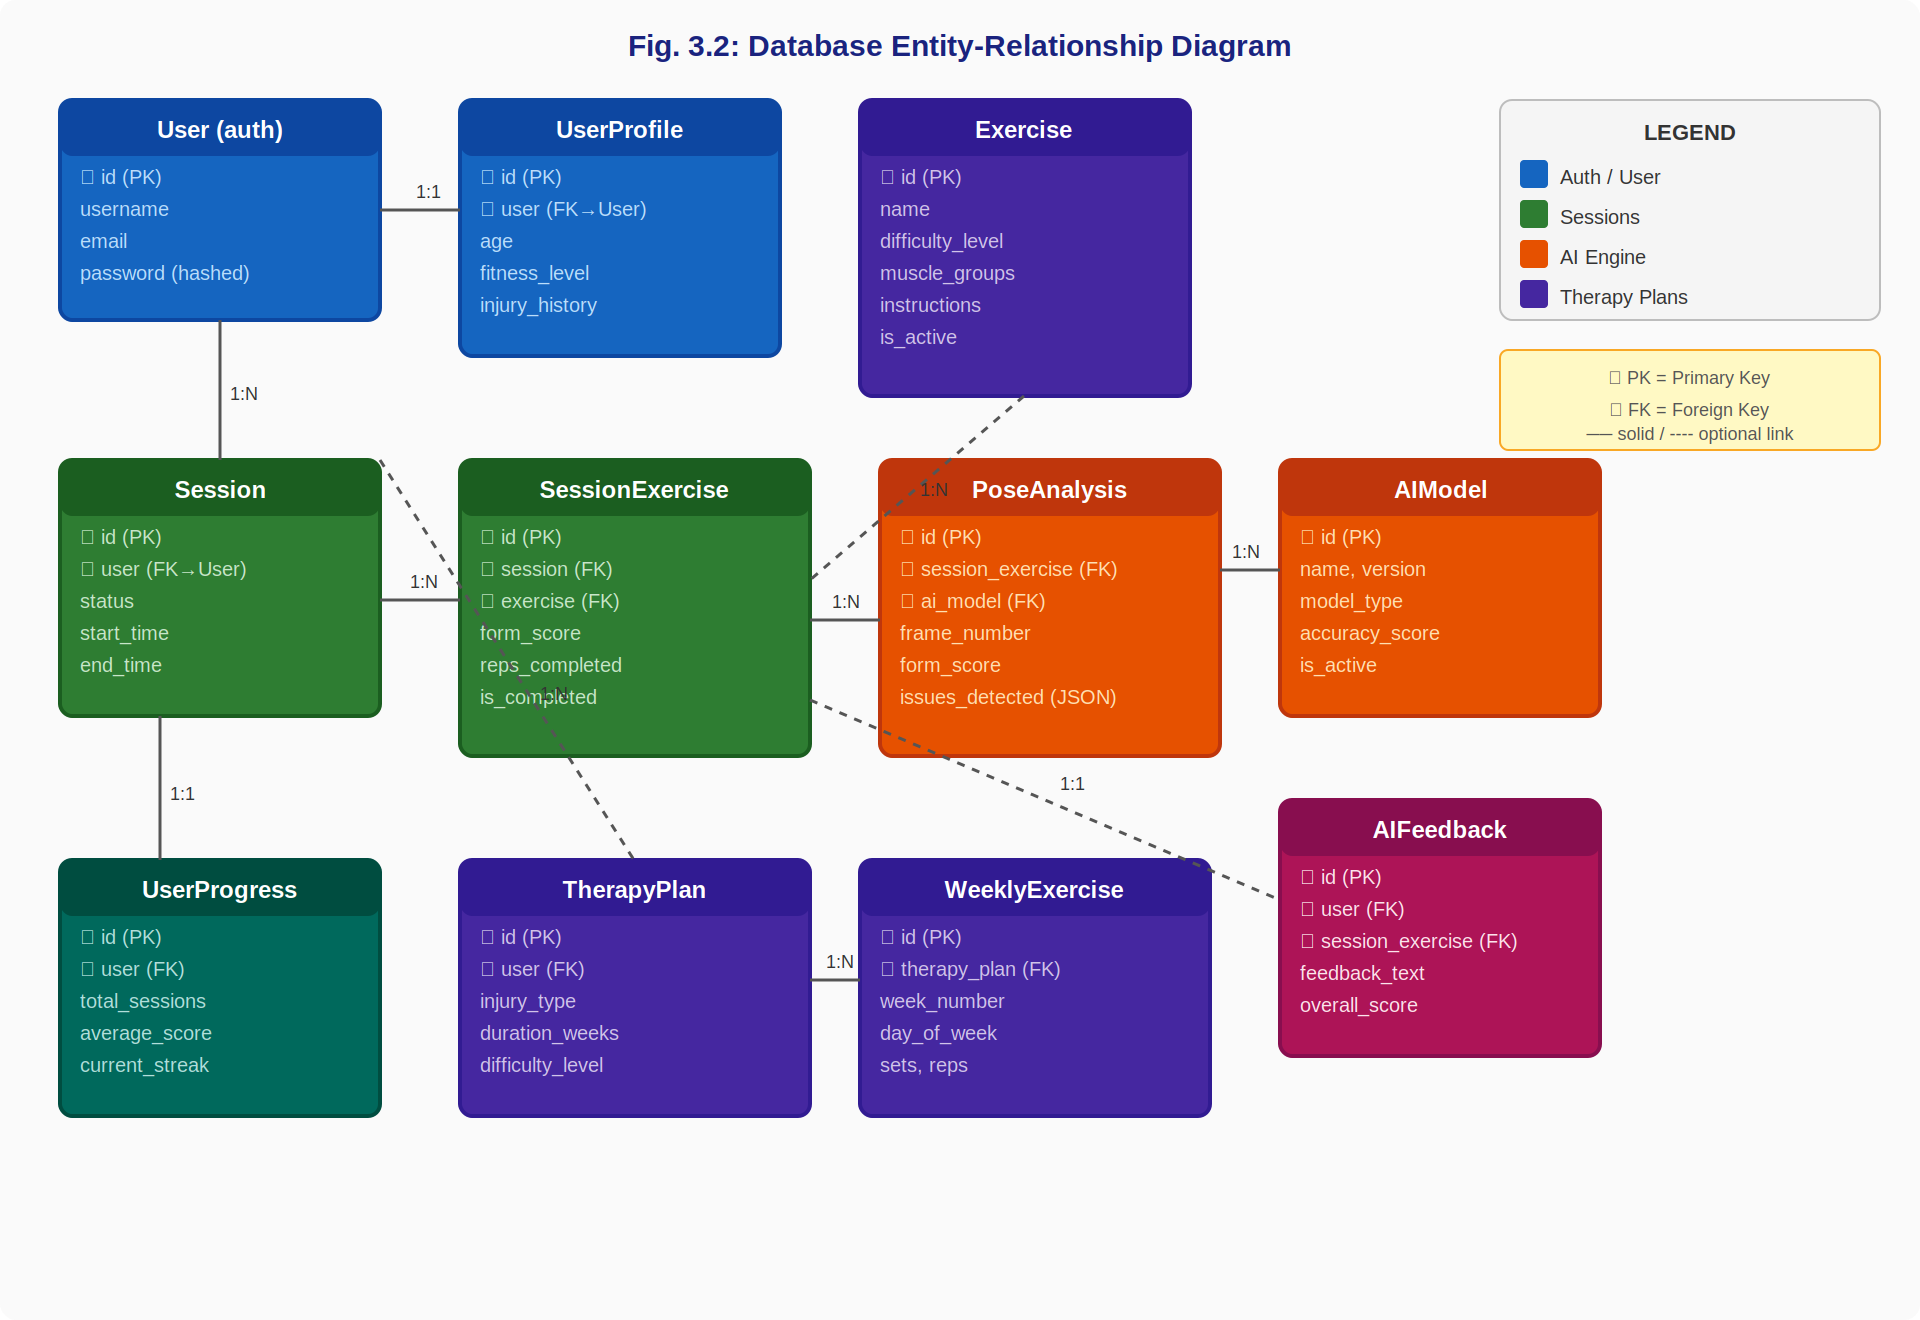 Fig. 3.2: Database Entity-Relationship Diagram
User (auth)
▯ id (PK)
username
email
password (hashed)
1:1
UserProfile
▯ id (PK)
▯ user (FK→User)
age
fitness_level
injury_history
Exercise
▯ id (PK)
name
difficulty_level
muscle_groups
instructions
is_active
LEGEND
Auth / User
Sessions
AI Engine
Therapy Plans
▯ PK = Primary Key
▯ FK = Foreign Key
── solid / ---- optional link
1:N
Session
▯ id (PK)
▯ user (FK→User)
status
start_time
end_time
1:N
SessionExercise
▯ id (PK)
▯ session (FK)
▯ exercise (FK)
form_score
reps_completed
is_completed
1:N
1:N
1:N
PoseAnalysis
▯ id (PK)
▯ session_exercise (FK)
▯ ai_model (FK)
frame_number
form_score
issues_detected (JSON)
1:N
AIModel
▯ id (PK)
name, version
model_type
accuracy_score
is_active
1:1
1:1
UserProgress
▯ id (PK)
▯ user (FK)
total_sessions
average_score
current_streak
TherapyPlan
▯ id (PK)
▯ user (FK)
injury_type
duration_weeks
difficulty_level
1:N
WeeklyExercise
▯ id (PK)
▯ therapy_plan (FK)
week_number
day_of_week
sets, reps
AIFeedback
▯ id (PK)
▯ user (FK)
▯ session_exercise (FK)
feedback_text
overall_score